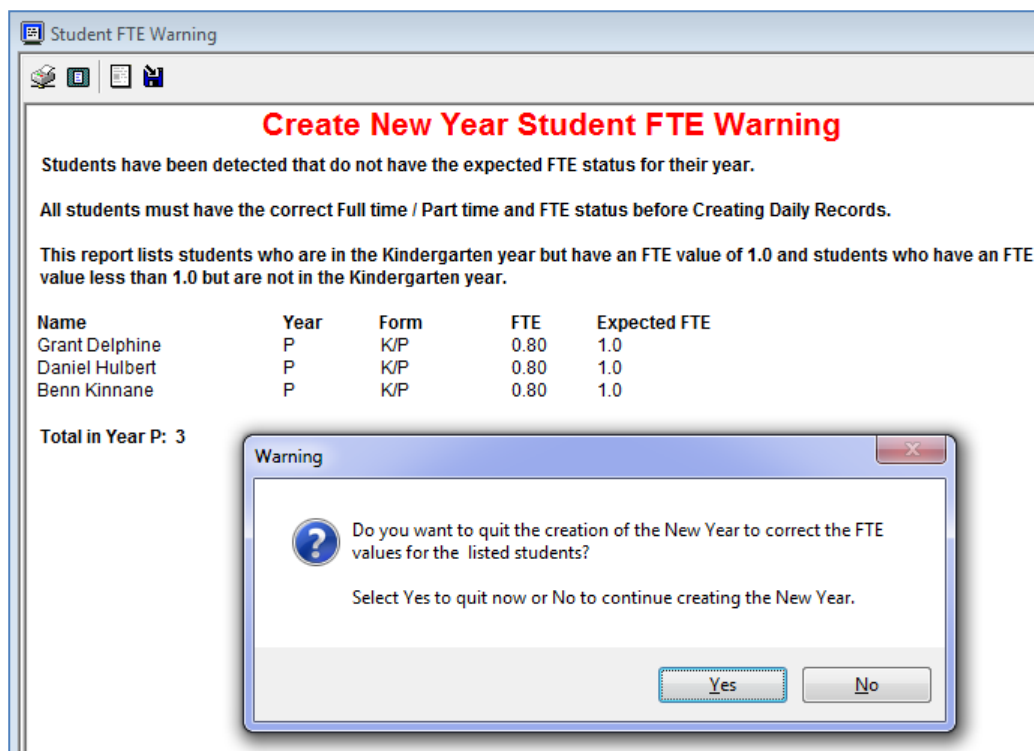 Student FTE Warning
Create New Year Student FTE Warning
Students have been detected that do not have the expected FTE status for their year.
All students must have the correct Full time / Part time and FTE status before Creating Daily Records.
This report lists students who are in the Kindergarten year but have an FTE value of 1.0 and students who have an FTE
value less than 1.0 but are not in the Kindergarten year.
Name Year Form FTE Expected FTE
Grant Delphine P K/P 0.80 1.0
Daniel Hulbert P K/P 0.80 1.0
Benn Kinnane P K/P 0.80 1.0
Total in Year P: 3
Warning
Do you want to quit the creation of the New Year to correct the FTE
values for the listed students?
Select Yes to quit now or No to continue creating the New Year.
Yes No